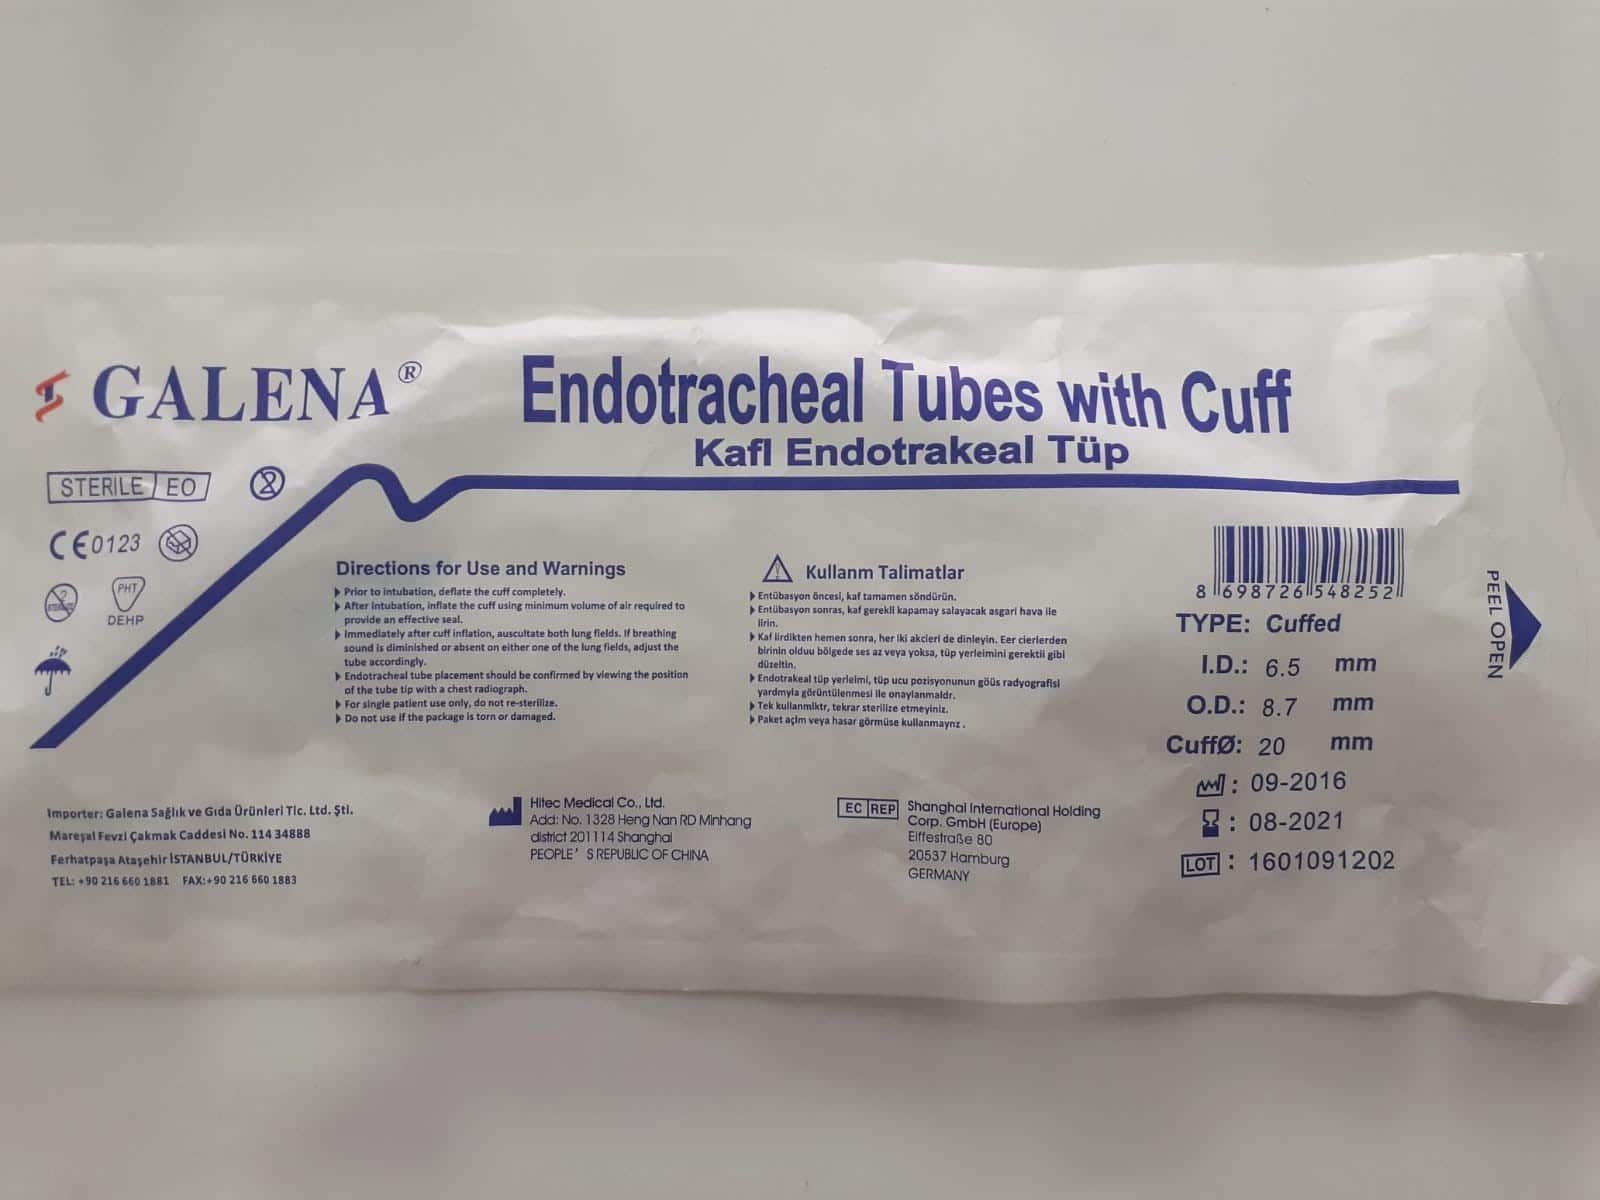 GALENA®
Endotracheal Tubes with Cuff
Kafl Endotrakeal Tüp
STERILE EO
2
CE 0123
2
STERILIZE
PHT
DEHP
Directions for Use and Warnings
Prior to intubation, deflate the cuff completely.
After intubation, inflate the cuff using minimum volume of air required to
provide an effective seal.
Immediately after cuff inflation, auscultate both lung fields. If breathing
sound is diminished or absent on either one of the lung fields, adjust the
tube accordingly.
Endotracheal tube placement should be confirmed by viewing the position
of the tube tip with a chest radiograph.
For single patient use only, do not re-sterilize.
Do not use if the package is torn or damaged.
Kullanm Talimatlar
Entübasyon öncesi, kaf tamamen söndürün.
Entübasyon sonras, kaf gerekli kapamay salayacak asgari hava ile
lirin.
Kaf lirdikten hemen sonra, her iki akcieri de dinleyin. Eer cierlerden
birinin olduu bölgede ses az veya yoksa, tüp yerleimini gerektii gibi
düzeltin.
Endotrakeal tüp yerleimi, tüp ucu pozisyonunun göüs radyografisi
yardmyla görüntülenmesi ile onaylanmaldr.
Tek kullanmlktr, tekrar sterilize etmeyiniz.
Paket açlm veya hasar görmüse kullanmaynz .
8 698726 548252
TYPE: Cuffed
I.D.: 6.5 mm
O.D.: 8.7 mm
CuffØ: 20 mm
: 09-2016
: 08-2021
LOT : 1601091202
PEEL OPEN
Importer: Galena Sağlık ve Gıda Ürünleri Tic. Ltd. Şti.
Mareşal Fevzi Çakmak Caddesi No. 114 34888
Ferhatpaşa Ataşehir İSTANBUL/TÜRKİYE
TEL: +90 216 660 1881 FAX:+90 216 660 1883
Hitec Medical Co., Ltd.
Add: No. 1328 Heng Nan RD Minhang
district 201114 Shanghai
PEOPLE' S REPUBLIC OF CHINA
EC REP
Shanghai International Holding
Corp. GmbH (Europe)
Eiffestraße 80
20537 Hamburg
GERMANY